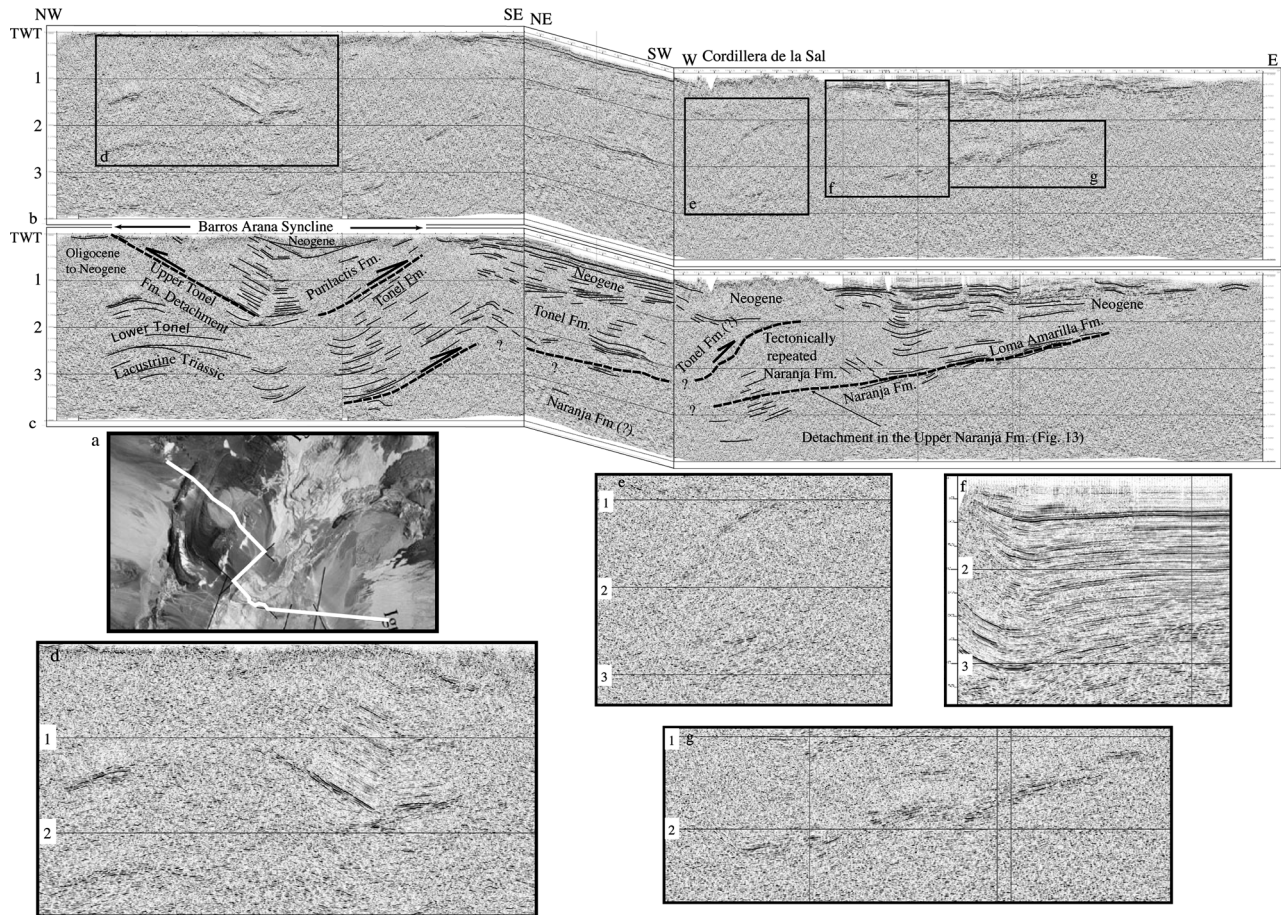 NW
SE
NE
SW
W
Cordillera de la Sal
E
TWT
1
2
3
b
d
e
f
g
Barros Arana Syncline
TWT
1
2
3
c
Oligocene
to Neogene
Upper Tonel
Fm. Detachment
Lower Tonel
Lacustrine Triassic
Neogene
Purilactis Fm.
Tonel Fm.
?
Neogene
Tonel Fm.
?
Naranja Fm (?).
Neogene
Tonel Fm.(?)
?
?
Tectonically
repeated
Naranja Fm.
Neogene
Loma Amarilla Fm.
Naranja Fm.
Detachment in the Upper Naranja Fm. (Fig. 13)
a
e
1
2
3
f
2
3
d
1
2
g
1
2